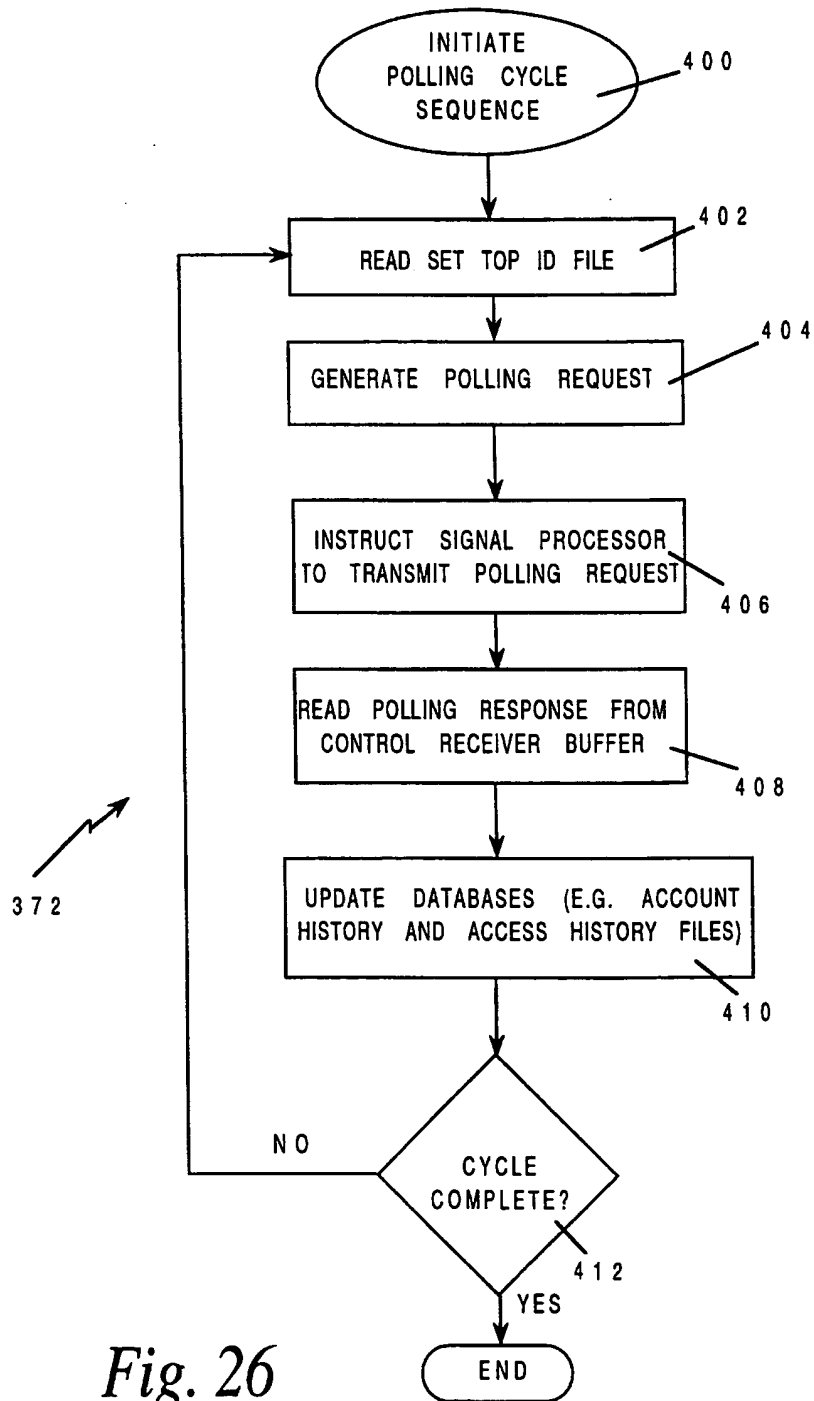 INITIATE
POLLING CYCLE
SEQUENCE
400
402
READ SET TOP ID FILE
404
GENERATE POLLING REQUEST
INSTRUCT SIGNAL PROCESSOR
TO TRANSMIT POLLING REQUEST
406
READ POLLING RESPONSE FROM
CONTROL RECEIVER BUFFER
408
372
UPDATE DATABASES (E.G. ACCOUNT
HISTORY AND ACCESS HISTORY FILES)
410
NO
CYCLE
COMPLETE?
412
YES
END
Fig. 26